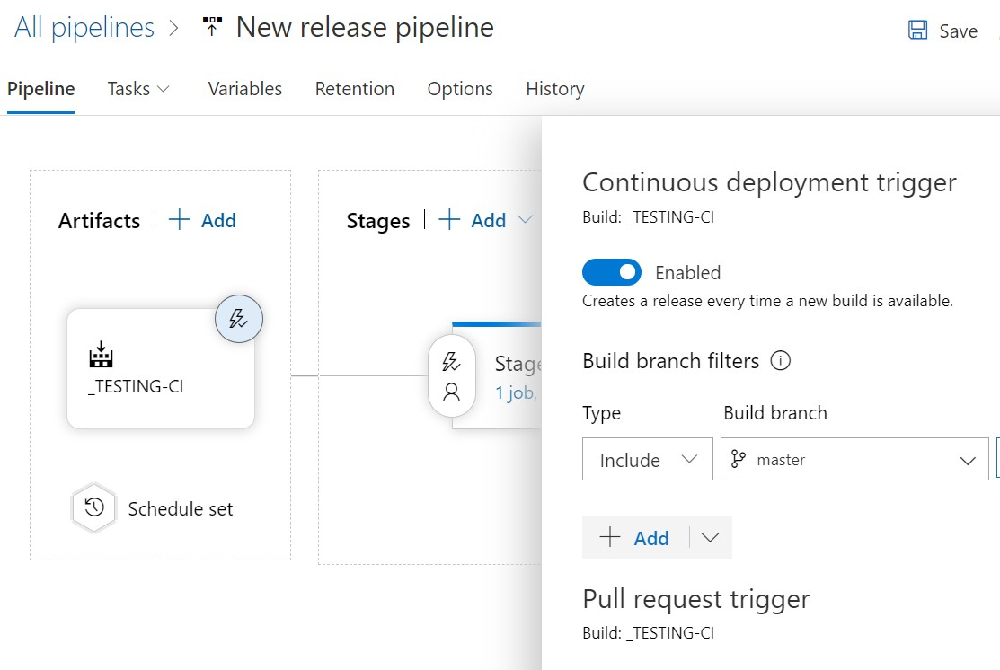 All pipelines > New release pipeline
Save
Pipeline Tasks Variables Retention Options History
Artifacts | + Add
Stages | + Add
_TESTING-CI
Schedule set
Stage
1 job,
Continuous deployment trigger
Build: _TESTING-CI
Enabled
Creates a release every time a new build is available.
Build branch filters
Type Build branch
Include master
+ Add
Pull request trigger
Build: _TESTING-CI